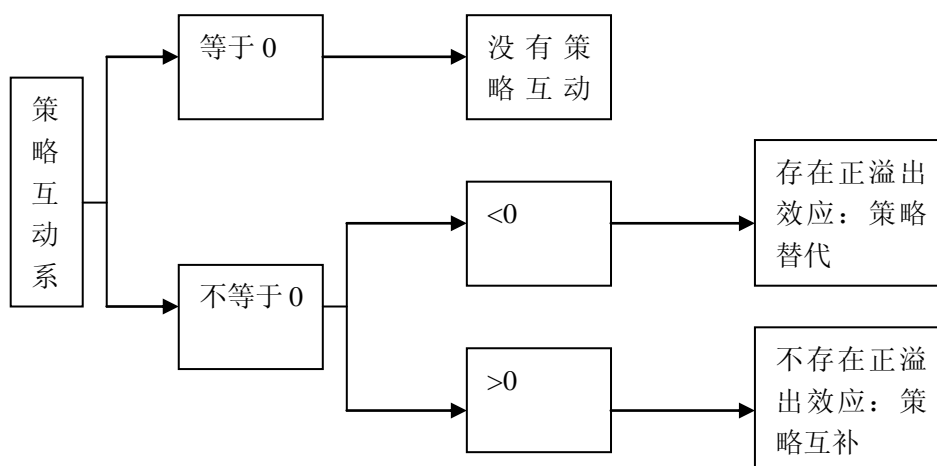 策
略
互
动
系
等于 0
没有策
略互动
不等于 0
<0
存在正溢出
效应：策略
替代
>0
不存在正溢
出效应：策
略互补